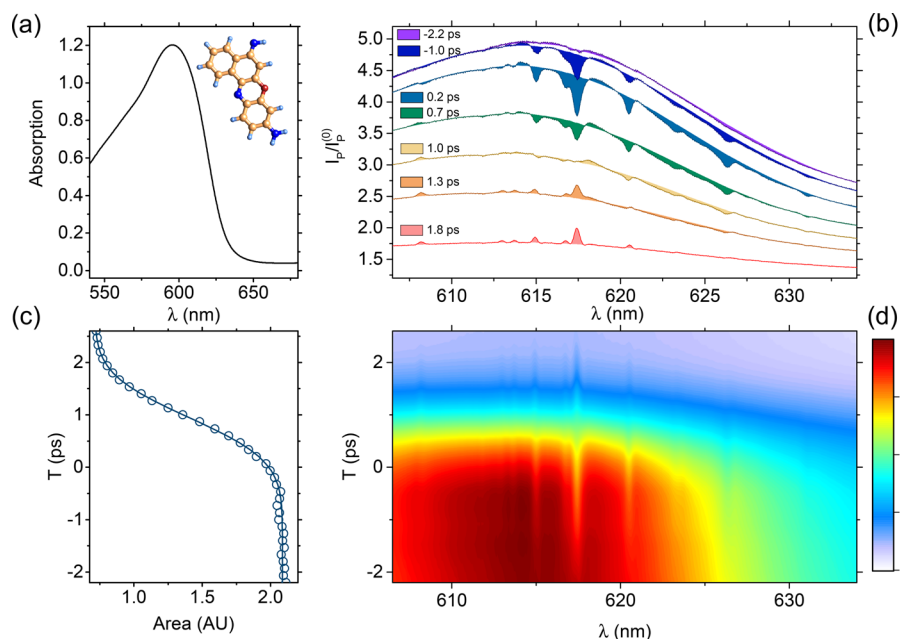 (a)
1.2
1.0
0.8
0.6
0.4
0.2
0.0
Absorption
550
600
650
λ (nm)
(b)
-2.2 ps
-1.0 ps
0.2 ps
0.7 ps
1.0 ps
1.3 ps
1.8 ps
5.0
4.5
4.0
3.5
3.0
2.5
2.0
1.5
I_P/I_P^(0)
610
615
620
625
630
λ (nm)
(c)
2
1
0
-1
-2
T (ps)
1.0
1.5
2.0
Area (AU)
(d)
2
0
-2
T (ps)
610
620
630
λ (nm)